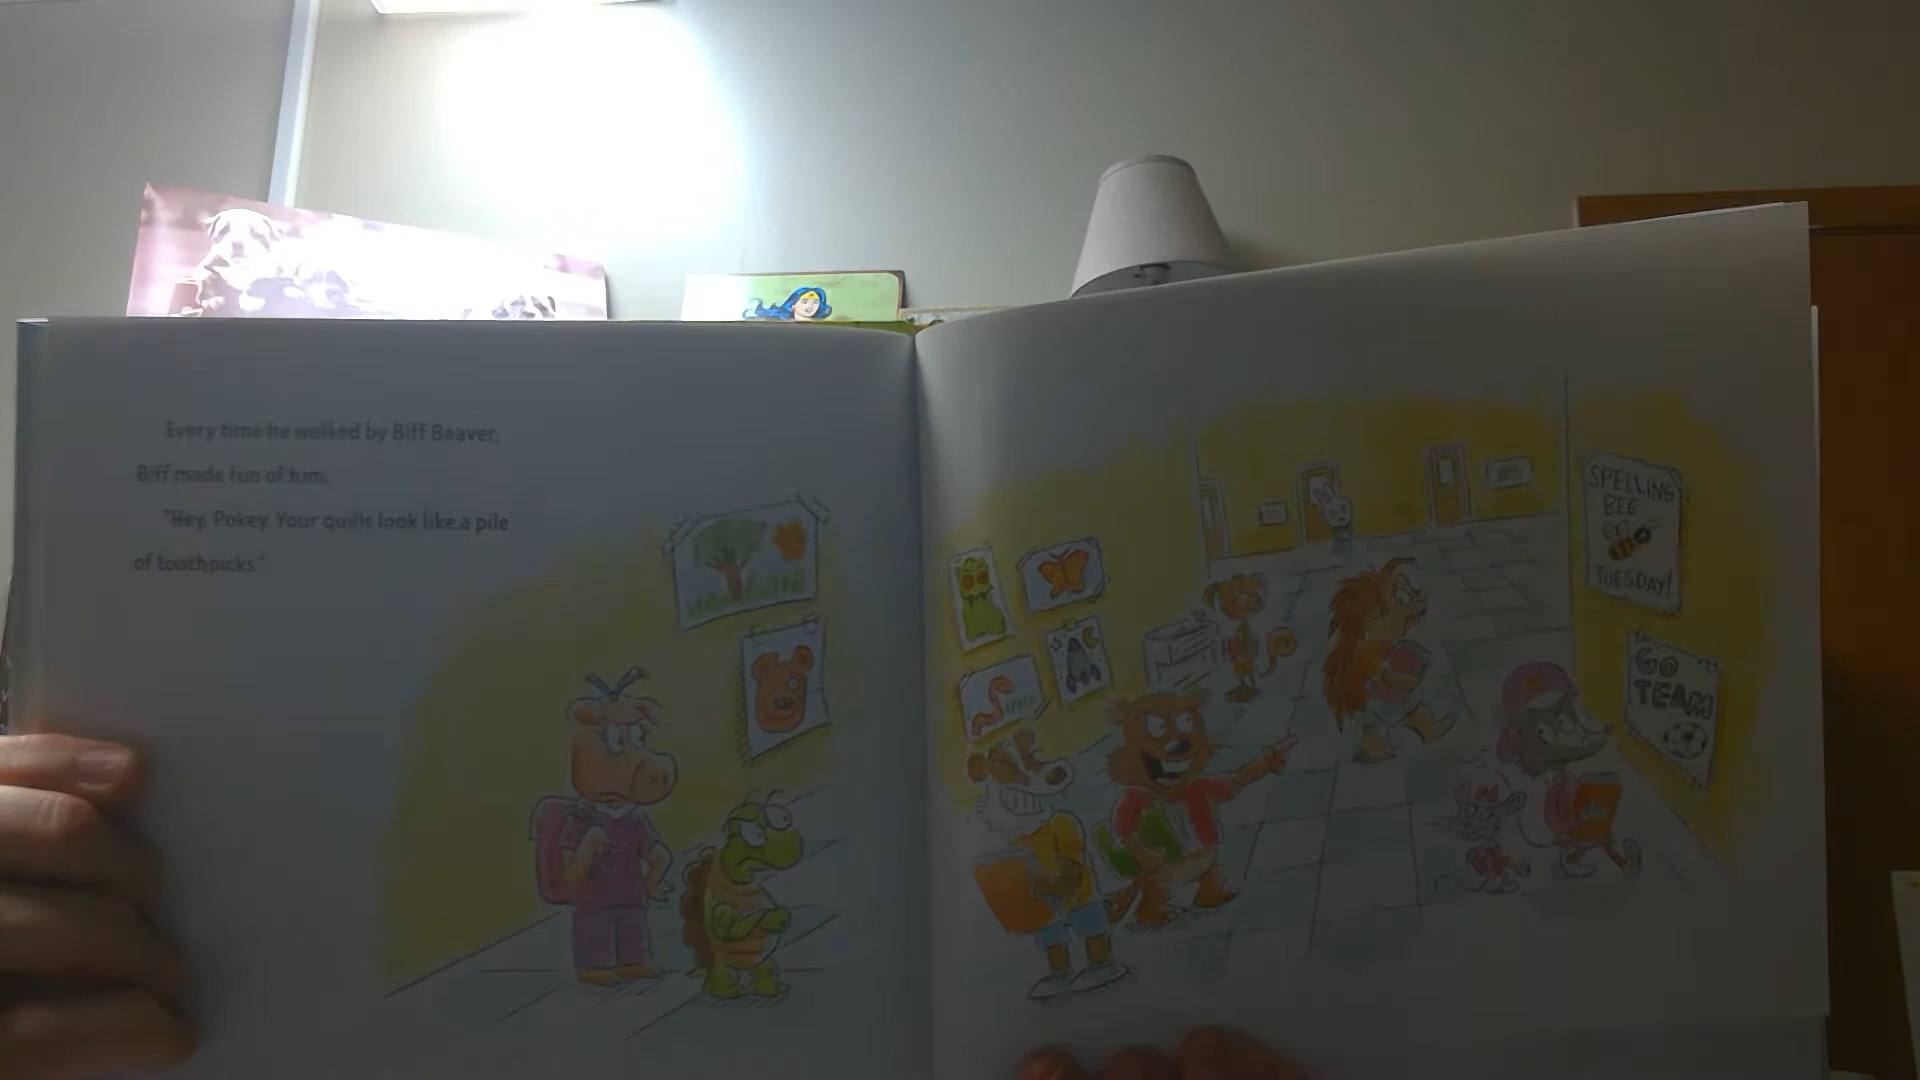 Every time he walked by Biff Beaver,
Biff made fun of him.
"Hey, Pokey. Your quills look like a pile
of toothpicks."
SPELLING
BEE
TUESDAY!
GO
TEAM